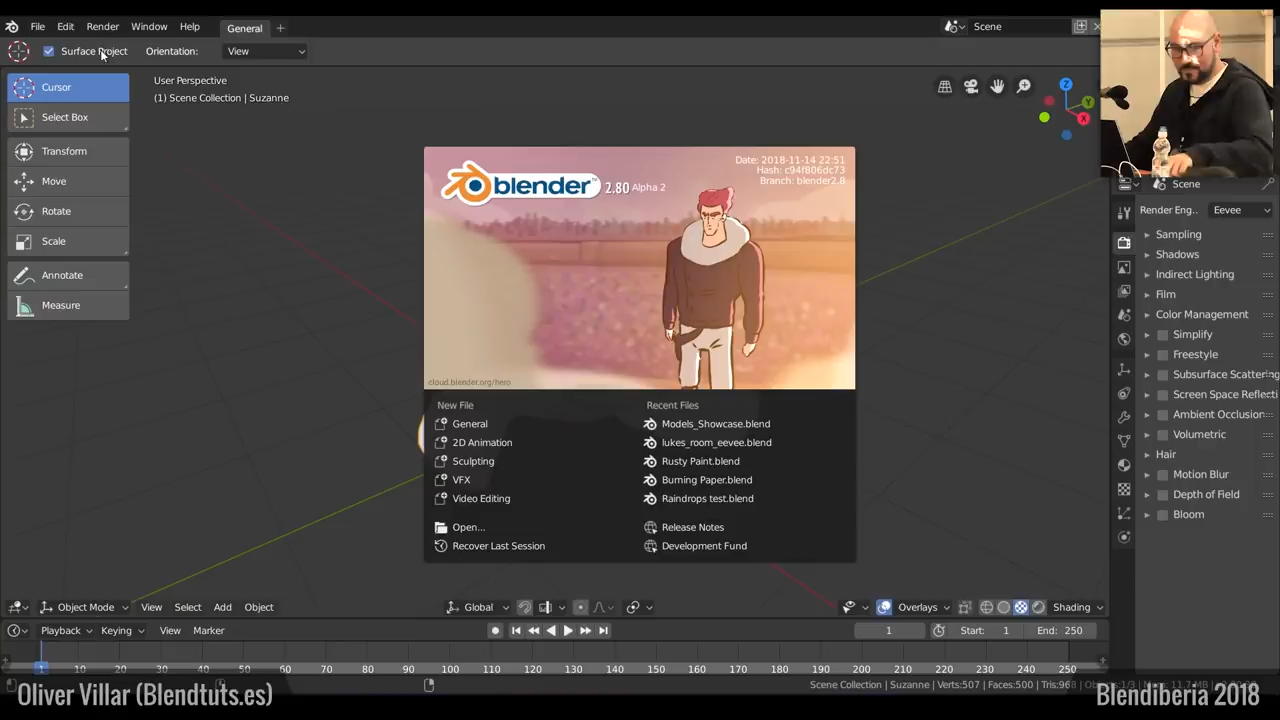 File Edit Render Window Help General Scene
Surface Project Orientation: View
Cursor
Select Box
Transform
Move
Rotate
Scale
Annotate
Measure
User Perspective
(1) Scene Collection | Suzanne
Z
Y
X
blender 2.80 Alpha 2
Date: 2018-11-14 22:51
Hash: c94f806dc73
Branch: blender2.8
cloud.blender.org/hero
New File
General
2D Animation
Sculpting
VFX
Video Editing
Open...
Recover Last Session
Recent Files
Models_Showcase.blend
lukes_room_eevee.blend
Rusty Paint.blend
Burning Paper.blend
Raindrops test.blend
Release Notes
Development Fund
Scene
Render Eng.. Eevee
Sampling
Shadows
Indirect Lighting
Film
Color Management
Simplify
Freestyle
Subsurface Scattering
Screen Space Reflecti
Ambient Occlusion
Volumetric
Hair
Motion Blur
Depth of Field
Bloom
Object Mode View Select Add Object Global Overlays Shading
Playback Keying View Marker 1 Start: 1 End: 250
1 10 20 30 40 50 60 70 80 90 100 110 120 130 140 150 160 170 180 190 200 210 220 230 240 250
Scene Collection | Suzanne | Verts:507 | Faces:500 | Tris:968
Oliver Villar (Blendtuts.es) Blendiberia 2018